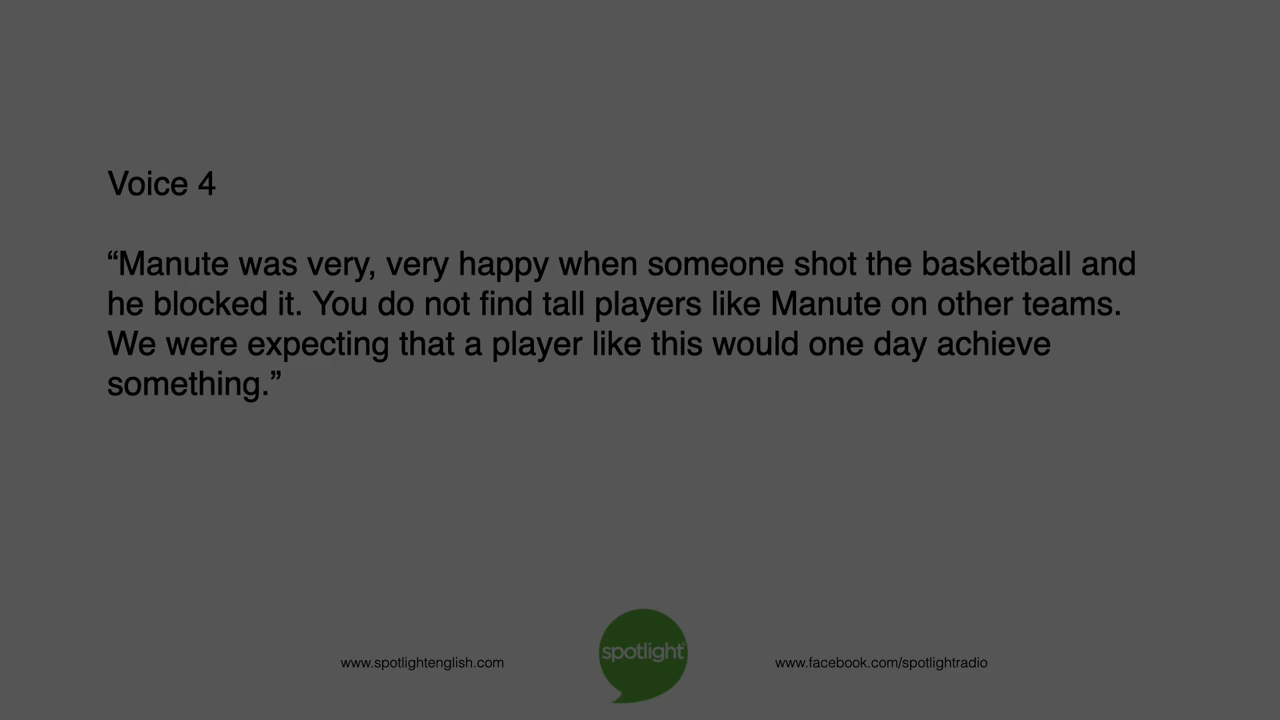 Voice 4
“Manute was very, very happy when someone shot the basketball and
he blocked it. You do not find tall players like Manute on other teams.
We were expecting that a player like this would one day achieve
something.”
spotlight
www.spotlightenglish.com
www.facebook.com/spotlightradio